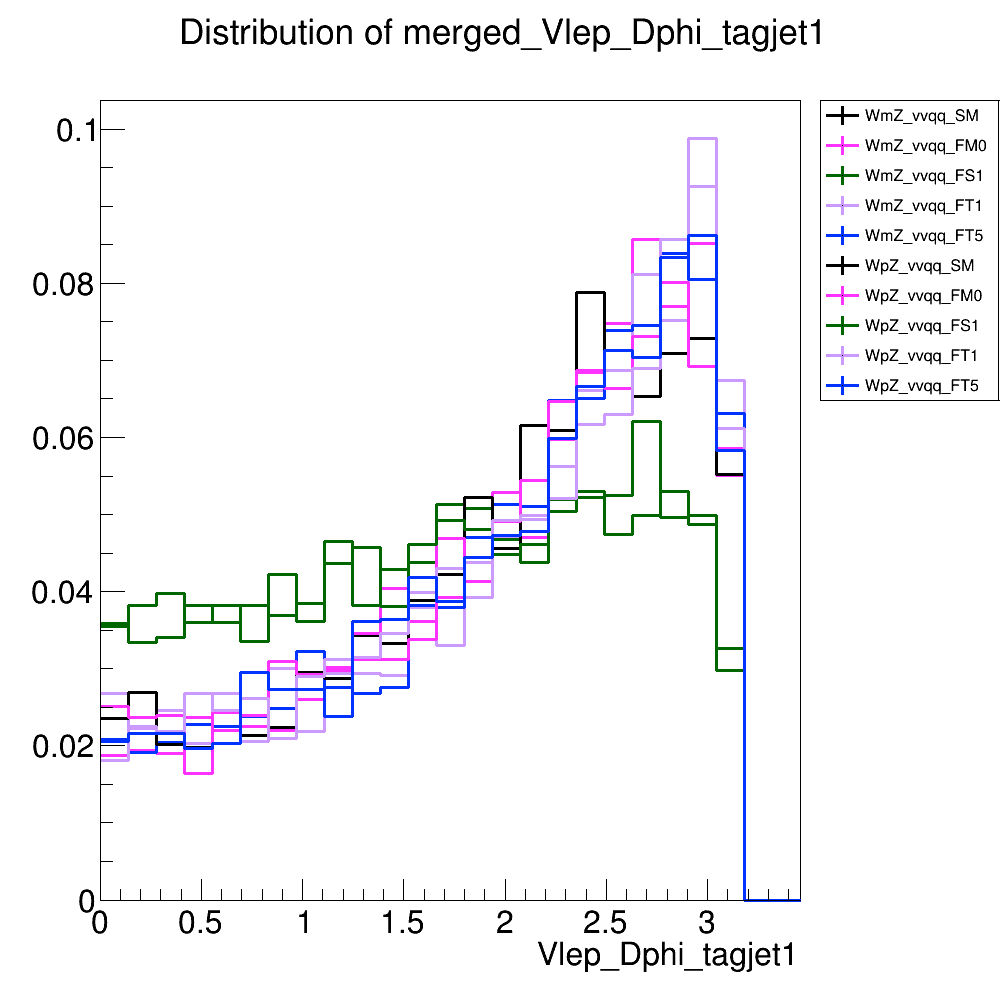 Distribution of merged_Vlep_Dphi_tagjet1
0.1
0.08
0.06
0.04
0.02
0
0 0.5 1 1.5 2 2.5 3
Vlep_Dphi_tagjet1
WmZ_vvqq_SM
WmZ_vvqq_FM0
WmZ_vvqq_FS1
WmZ_vvqq_FT1
WmZ_vvqq_FT5
WpZ_vvqq_SM
WpZ_vvqq_FM0
WpZ_vvqq_FS1
WpZ_vvqq_FT1
WpZ_vvqq_FT5